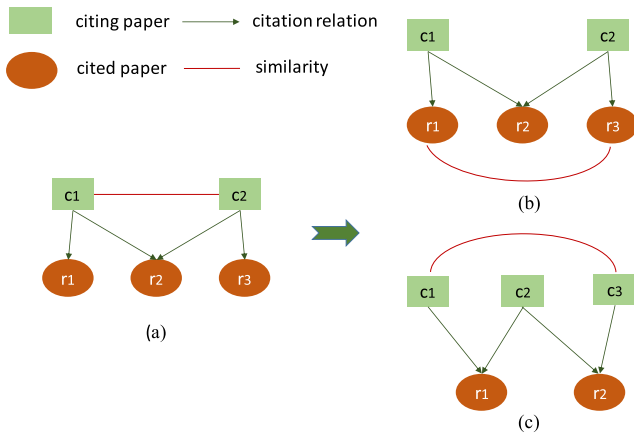 citing paper
citation relation
cited paper
similarity
c1 c2
r1 r2 r3
(a)
c1 c2
r1 r2 r3
(b)
c1 c2 c3
r1 r2
(c)